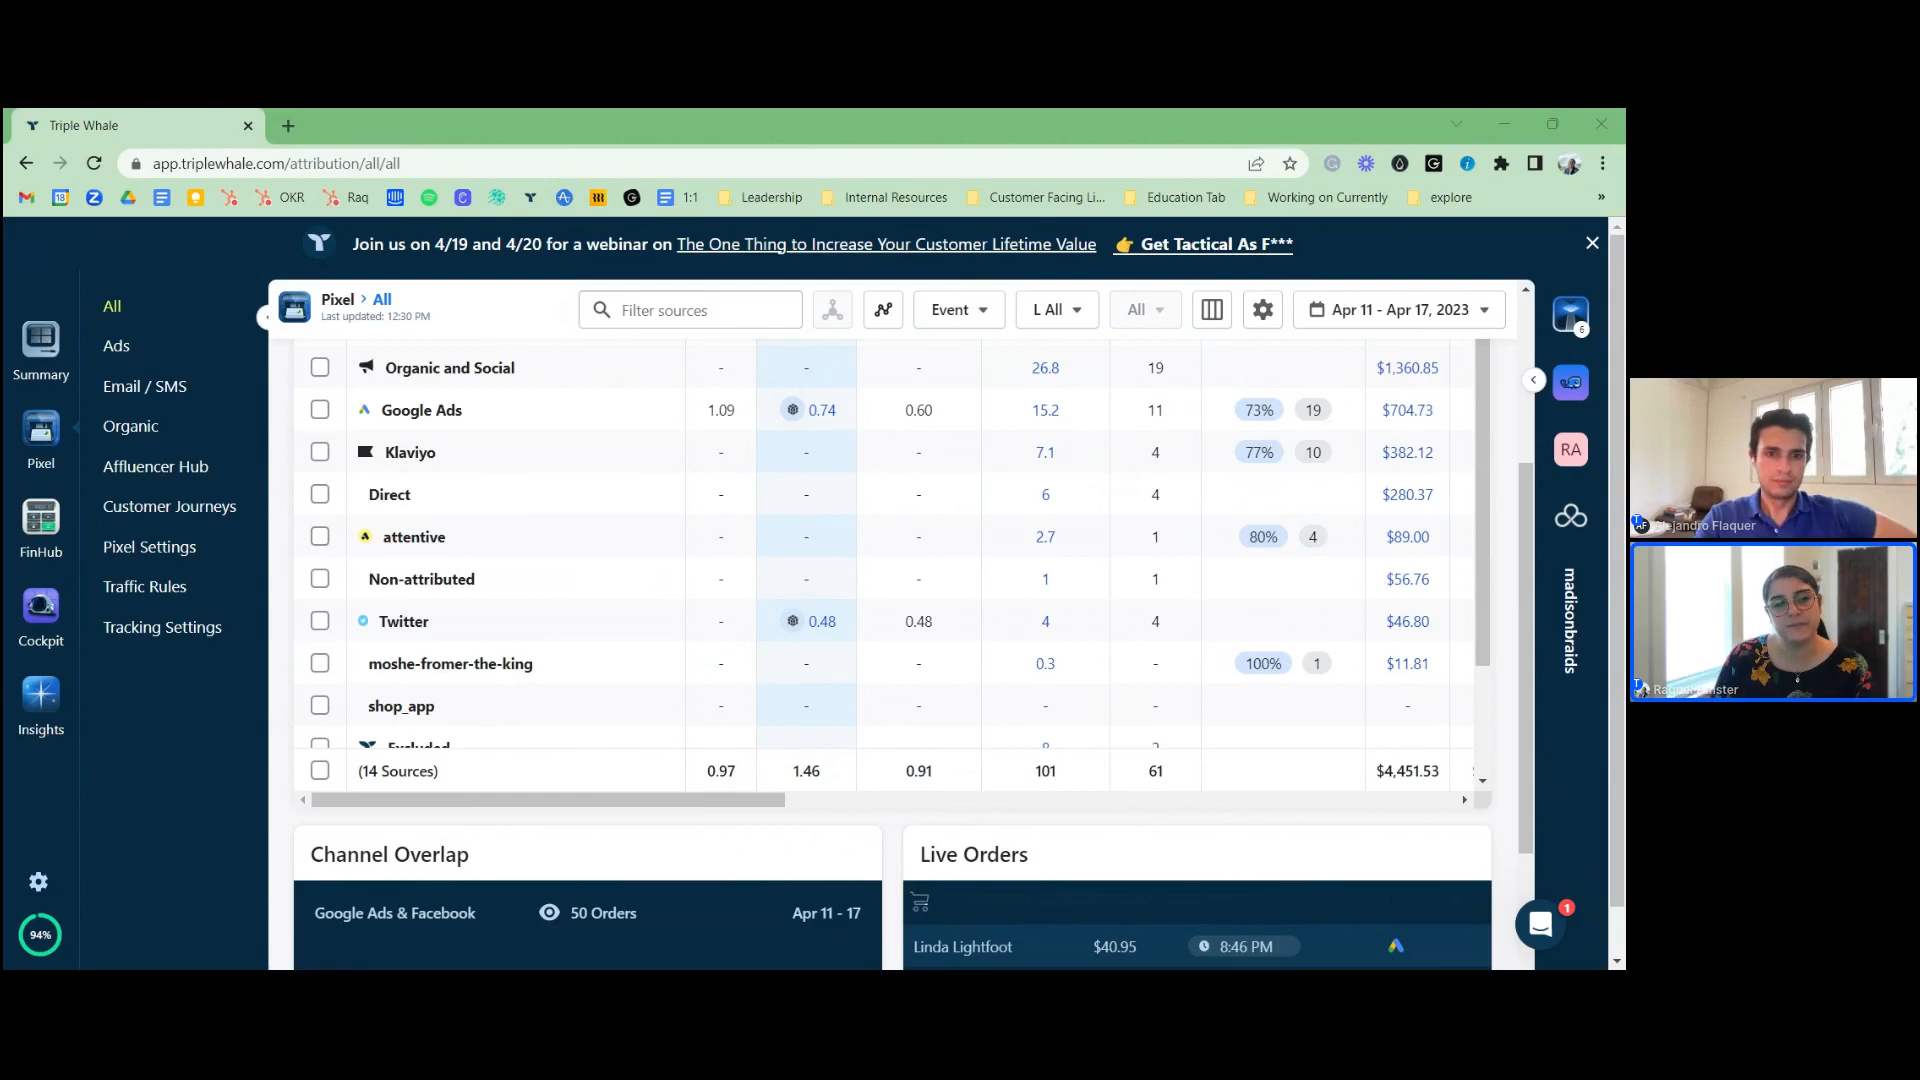 Triple Whale
app.triplewhale.com/attribution/all/all
18 OKR Raq 1:1 Leadership Internal Resources Customer Facing Li... Education Tab Working on Currently explore »
Join us on 4/19 and 4/20 for a webinar on The One Thing to Increase Your Customer Lifetime Value 👉 Get Tactical As F***
Summary
Pixel
FinHub
Cockpit
Insights
94%
All
Ads
Email / SMS
Organic
Affluencer Hub
Customer Journeys
Pixel Settings
Traffic Rules
Tracking Settings
Pixel > All
Last updated: 12:30 PM
Filter sources
Event
L All
All
Apr 11 - Apr 17, 2023
Organic and Social - - - 26.8 19 $1,360.85
Google Ads 1.09 0.74 0.60 15.2 11 73% 19 $704.73
Klaviyo - - - 7.1 4 77% 10 $382.12
Direct - - - 6 4 $280.37
attentive - - - 2.7 1 80% 4 $89.00
Non-attributed - - - 1 1 $56.76
Twitter - 0.48 0.48 4 4 $46.80
moshe-fromer-the-king - - - 0.3 - 100% 1 $11.81
shop_app - - - - - -
Excluded
(14 Sources) 0.97 1.46 0.91 101 61 $4,451.53
Channel Overlap
Google Ads & Facebook 50 Orders Apr 11 - 17
Live Orders
Linda Lightfoot $40.95 8:46 PM
6
RA
madisonbraids
1
AF
Alejandro Flaquer